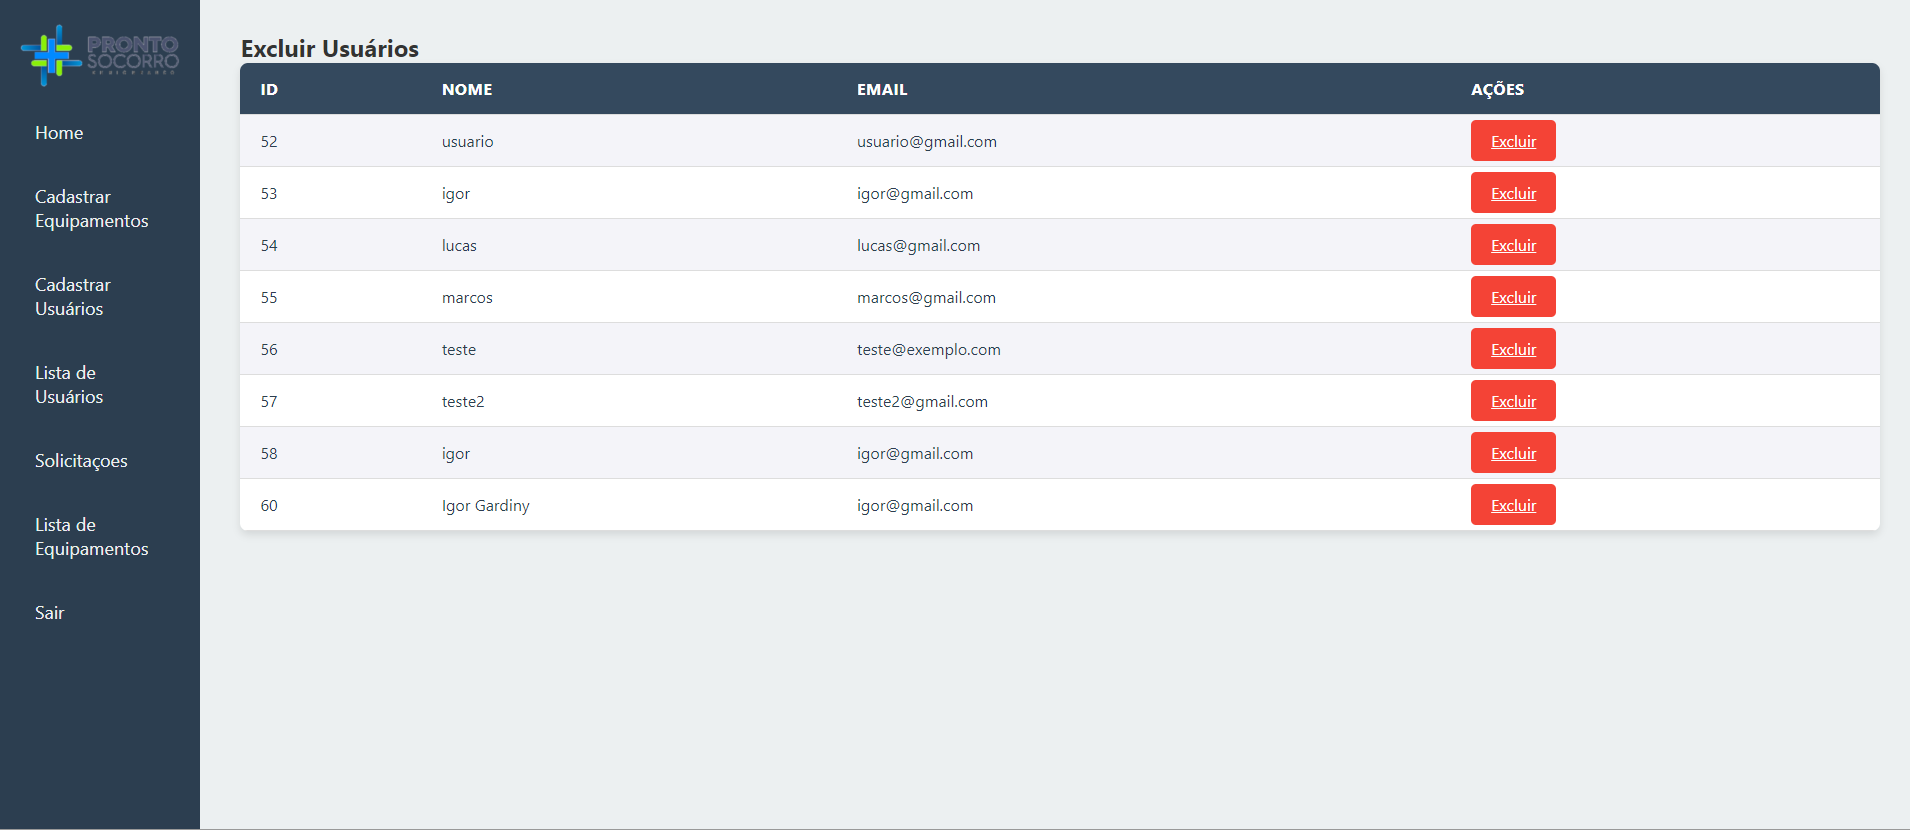 PRONTO
SOCORRO
Home
Cadastrar
Equipamentos
Cadastrar
Usuários
Lista de
Usuários
Solicitaçoes
Lista de
Equipamentos
Sair
Excluir Usuários
ID NOME EMAIL AÇÕES
52 usuario usuario@gmail.com Excluir
53 igor igor@gmail.com Excluir
54 lucas lucas@gmail.com Excluir
55 marcos marcos@gmail.com Excluir
56 teste teste@exemplo.com Excluir
57 teste2 teste2@gmail.com Excluir
58 igor igor@gmail.com Excluir
60 Igor Gardiny igor@gmail.com Excluir